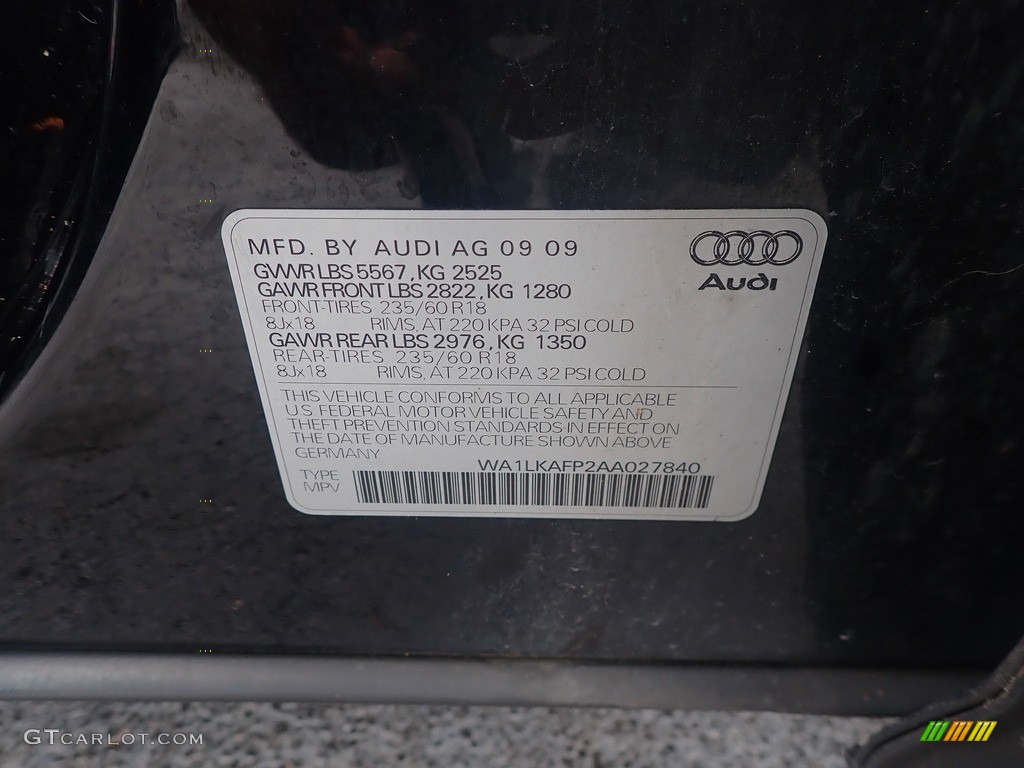 MFD. BY AUDI AG 09 09
Audi
GVWR LBS 5567, KG 2525
GAWR FRONT LBS 2822, KG 1280
FRONT-TIRES 235/60 R18
8Jx18 RIMS, AT 220 KPA 32 PSI COLD
GAWR REAR LBS 2976, KG 1350
REAR-TIRES 235/60 R18
8Jx18 RIMS, AT 220 KPA 32 PSI COLD
THIS VEHICLE CONFORMS TO ALL APPLICABLE
U.S. FEDERAL MOTOR VEHICLE SAFETY AND
THEFT PREVENTION STANDARDS IN EFFECT ON
THE DATE OF MANUFACTURE SHOWN ABOVE
GERMANY
WA1LKAFP2AA027840
TYPE
MPV
GTCARLOT.COM